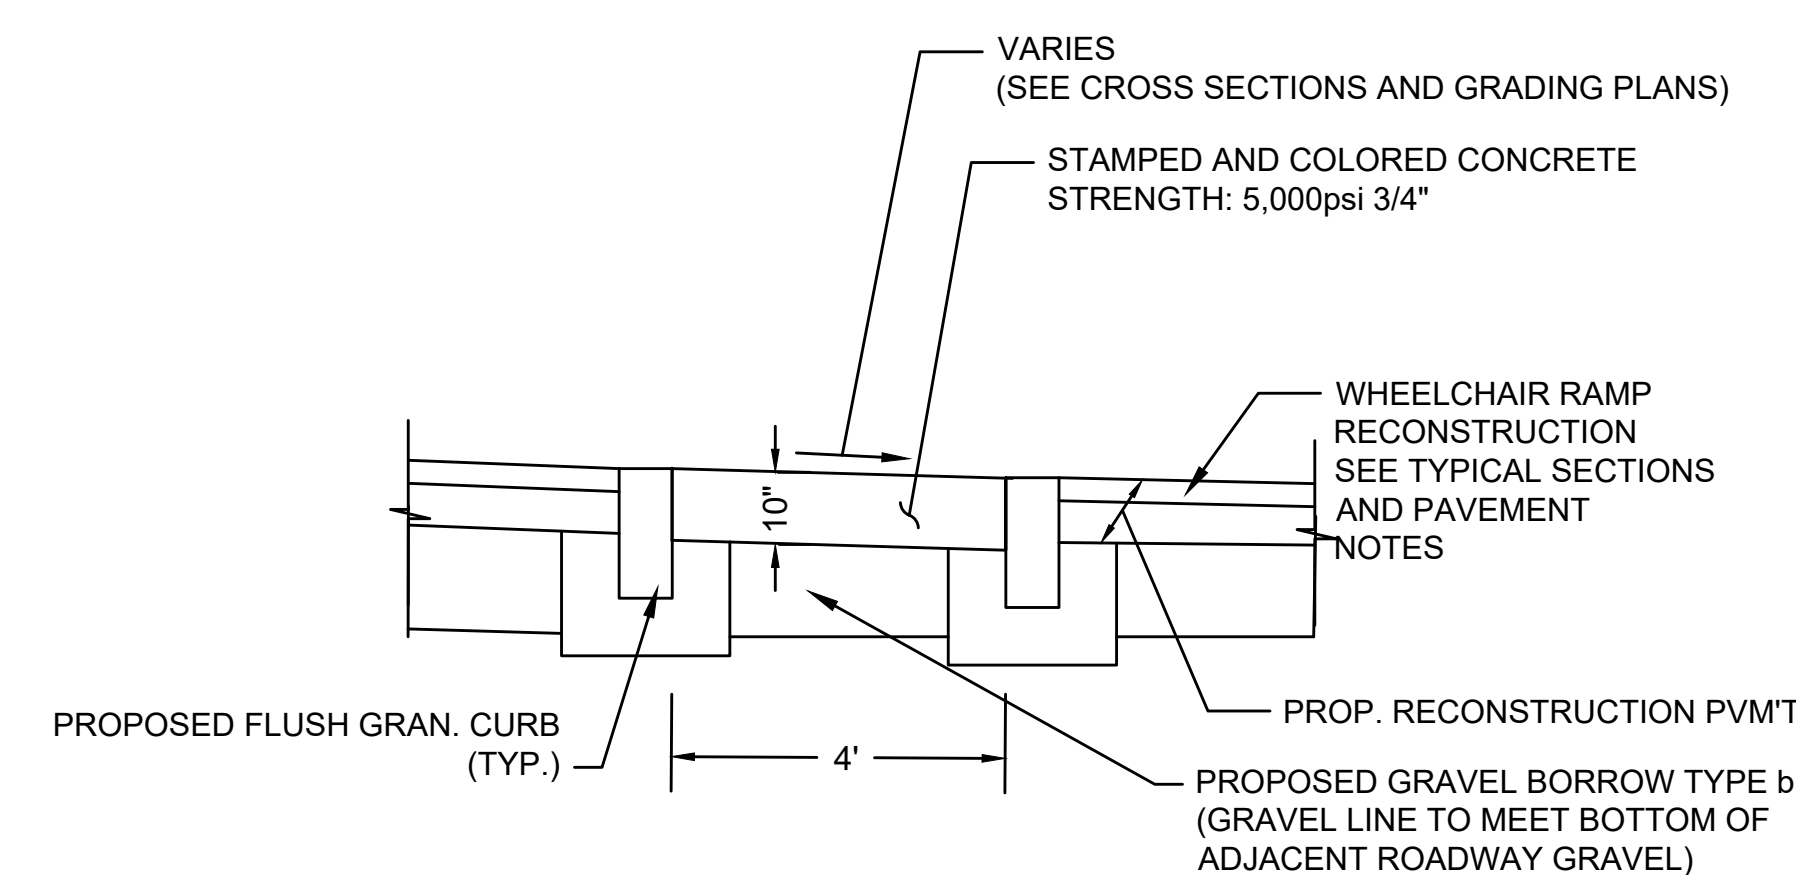 VARIES
(SEE CROSS SECTIONS AND GRADING PLANS)
STAMPED AND COLORED CONCRETE
STRENGTH: 5,000psi 3/4"
WHEELCHAIR RAMP
RECONSTRUCTION
SEE TYPICAL SECTIONS
AND PAVEMENT
NOTES
10"
PROPOSED FLUSH GRAN. CURB
(TYP.)
4'
PROP. RECONSTRUCTION PVM'T
PROPOSED GRAVEL BORROW TYPE b
(GRAVEL LINE TO MEET BOTTOM OF
ADJACENT ROADWAY GRAVEL)